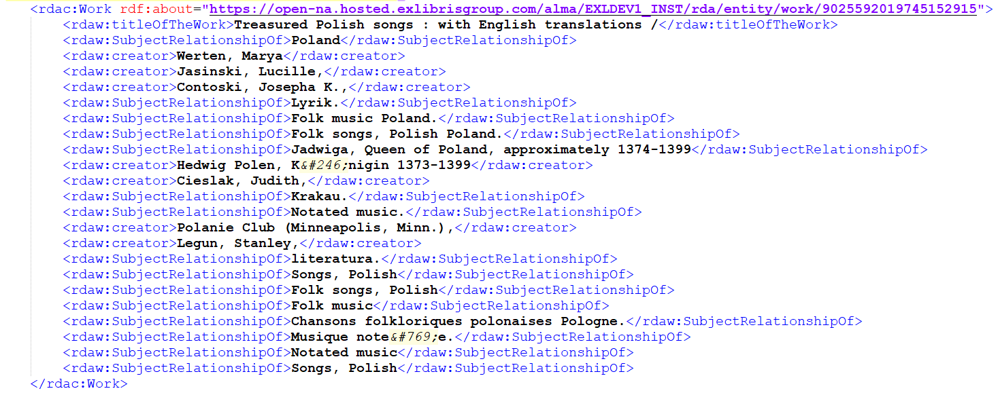 <rdac:Work rdf:about="https://open-na.hosted.exlibrisgroup.com/alma/EXLDEV1_INST/rda/entity/work/9025592019745152915">
<rdaw:titleOfTheWork>Treasured Polish songs : with English translations /</rdaw:titleOfTheWork>
<rdaw:SubjectRelationshipOf>Poland</rdaw:SubjectRelationshipOf>
<rdaw:creator>Werten, Marya</rdaw:creator>
<rdaw:creator>Jasinski, Lucille,</rdaw:creator>
<rdaw:creator>Contoski, Josepha K.,</rdaw:creator>
<rdaw:SubjectRelationshipOf>Lyrik.</rdaw:SubjectRelationshipOf>
<rdaw:SubjectRelationshipOf>Folk music Poland.</rdaw:SubjectRelationshipOf>
<rdaw:SubjectRelationshipOf>Folk songs, Polish Poland.</rdaw:SubjectRelationshipOf>
<rdaw:SubjectRelationshipOf>Jadwiga, Queen of Poland, approximately 1374-1399</rdaw:SubjectRelationshipOf>
<rdaw:creator>Hedwig Polen, K&#246;nigin 1373-1399</rdaw:creator>
<rdaw:creator>Cieslak, Judith,</rdaw:creator>
<rdaw:SubjectRelationshipOf>Krakau.</rdaw:SubjectRelationshipOf>
<rdaw:SubjectRelationshipOf>Notated music.</rdaw:SubjectRelationshipOf>
<rdaw:creator>Polanie Club (Minneapolis, Minn.),</rdaw:creator>
<rdaw:creator>Legun, Stanley,</rdaw:creator>
<rdaw:SubjectRelationshipOf>literatura.</rdaw:SubjectRelationshipOf>
<rdaw:SubjectRelationshipOf>Songs, Polish</rdaw:SubjectRelationshipOf>
<rdaw:SubjectRelationshipOf>Folk songs, Polish</rdaw:SubjectRelationshipOf>
<rdaw:SubjectRelationshipOf>Folk music</rdaw:SubjectRelationshipOf>
<rdaw:SubjectRelationshipOf>Chansons folkloriques polonaises Pologne.</rdaw:SubjectRelationshipOf>
<rdaw:SubjectRelationshipOf>Musique note&#769;e.</rdaw:SubjectRelationshipOf>
<rdaw:SubjectRelationshipOf>Notated music</rdaw:SubjectRelationshipOf>
<rdaw:SubjectRelationshipOf>Songs, Polish</rdaw:SubjectRelationshipOf>
</rdac:Work>